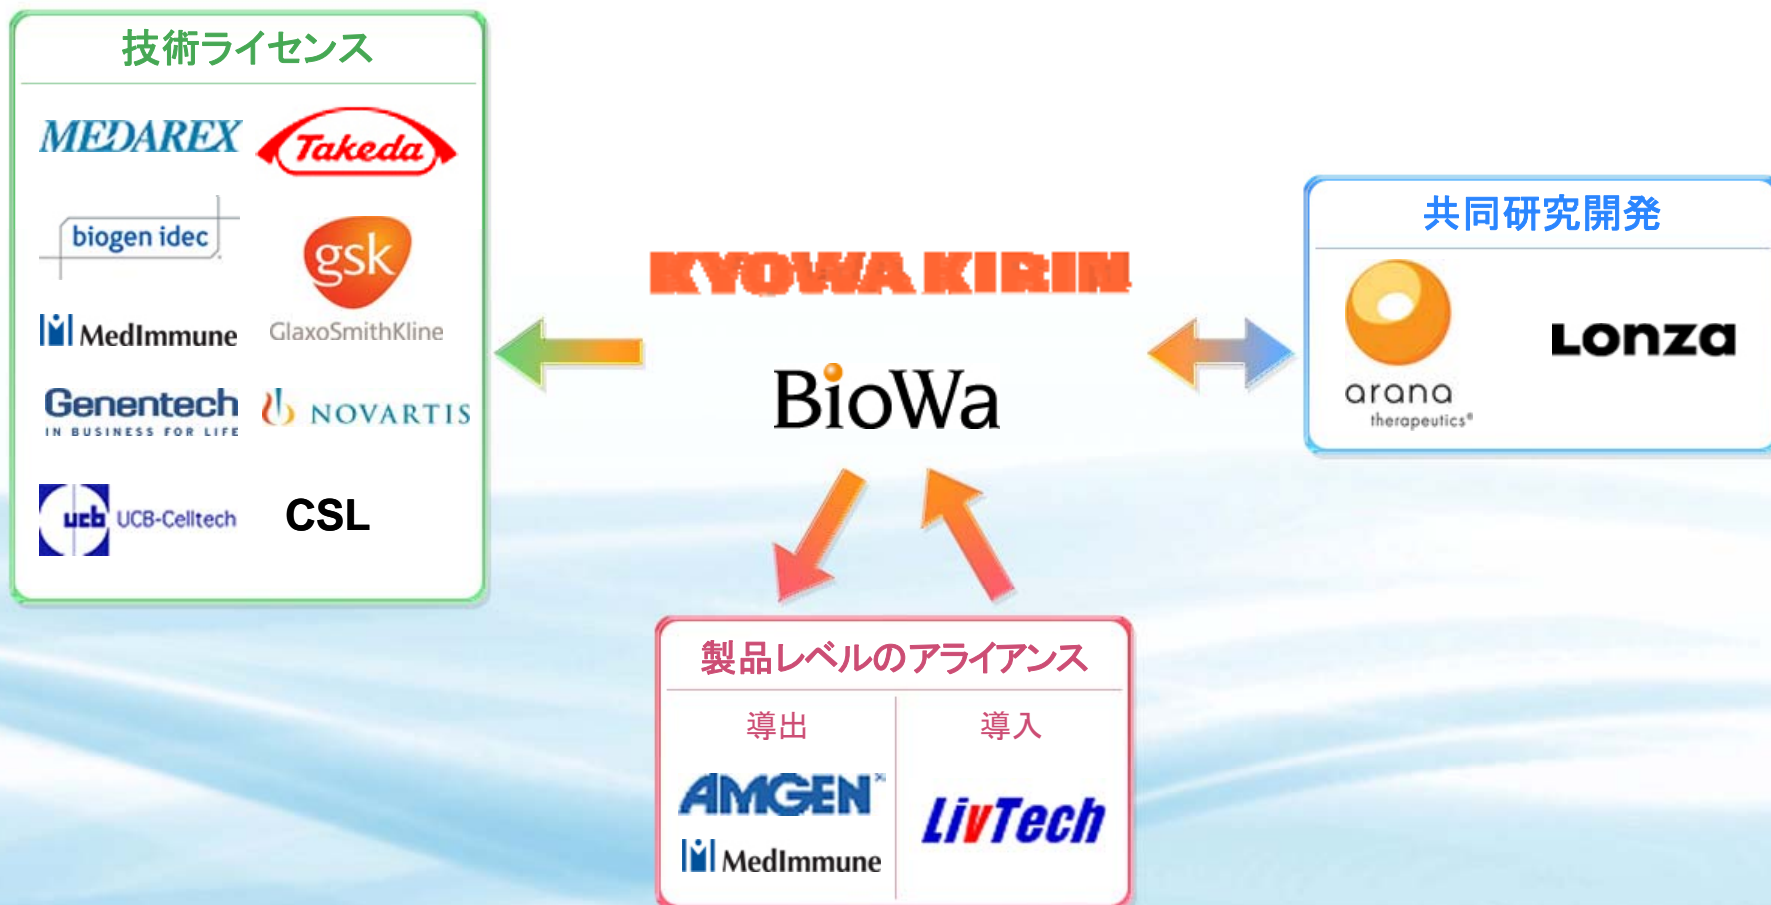 技術ライセンス
MEDAREX
Takeda
biogen idec
gsk
GlaxoSmithKline
MedImmune
Genentech
IN BUSINESS FOR LIFE
NOVARTIS
ucb UCB-Celltech
CSL
KYOWA KIRIN
BioWa
共同研究開発
arana
therapeutics®
Lonza
製品レベルのアライアンス
導出
導入
AMGEN
MedImmune
LivTech